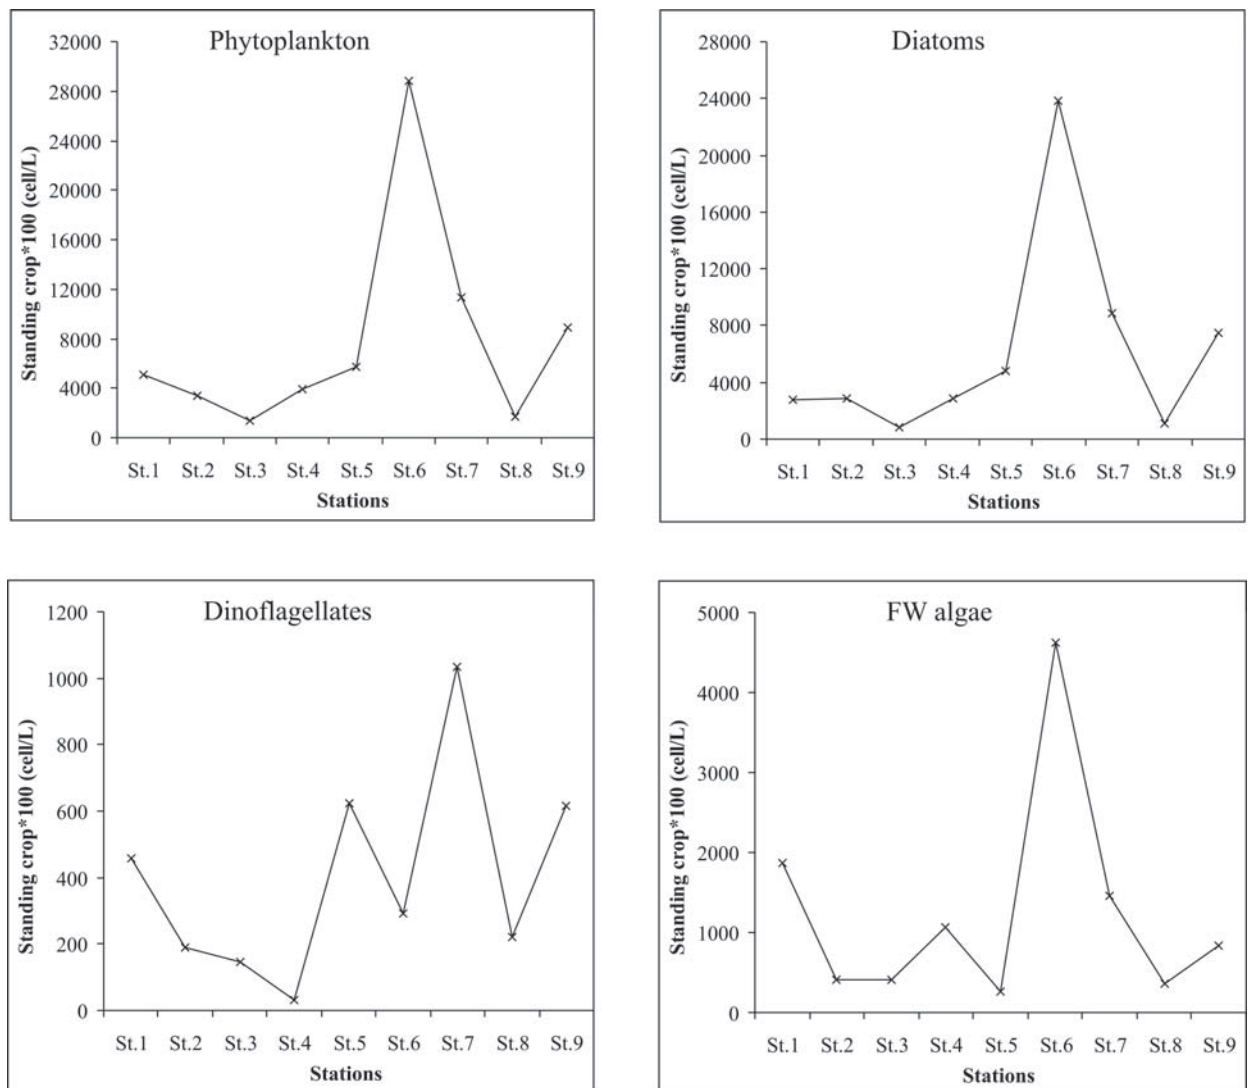 Phytoplankton
32000
28000
24000
20000
16000
12000
8000
4000
0
Standing crop*100 (cell/L)
St.1 St.2 St.3 St.4 St.5 St.6 St.7 St.8 St.9
Stations
Diatoms
28000
24000
20000
16000
12000
8000
4000
0
Standing crop*100 (cell/L)
St.1 St.2 St.3 St.4 St.5 St.6 St.7 St.8 St.9
Stations
Dinoflagellates
1200
1000
800
600
400
200
0
Standing crop*100 (cell/L)
St.1 St.2 St.3 St.4 St.5 St.6 St.7 St.8 St.9
Stations
FW algae
5000
4000
3000
2000
1000
0
Standing crop*100 (cell/L)
St.1 St.2 St.3 St.4 St.5 St.6 St.7 St.8 St.9
Stations